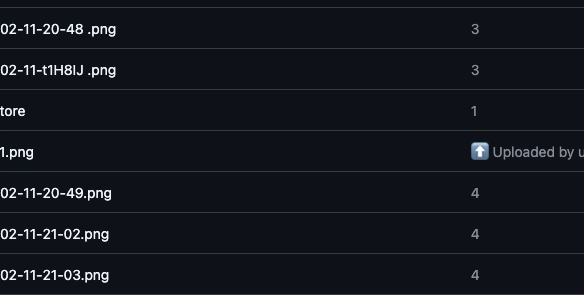 02-11-20-48 .png 3
02-11-t1H8IJ .png 3
tore 1
1.png ⬆️ Uploaded by u
02-11-20-49.png 4
02-11-21-02.png 4
02-11-21-03.png 4